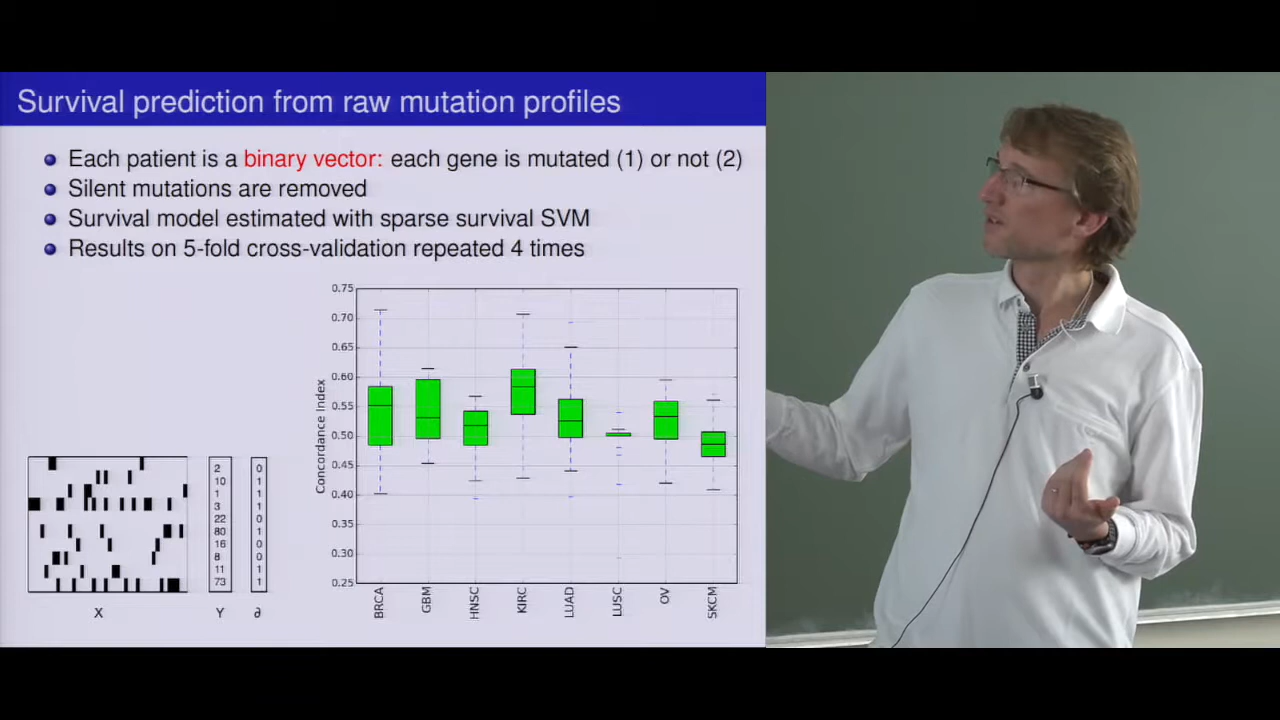 Survival prediction from raw mutation profiles
Each patient is a binary vector: each gene is mutated (1) or not (2)
Silent mutations are removed
Survival model estimated with sparse survival SVM
Results on 5-fold cross-validation repeated 4 times
0.75
0.70
0.65
0.60
0.55
0.50
0.45
0.40
0.35
0.30
0.25
Concordance Index
BRCA
GBM
HNSC
KIRC
LUAD
LUSC
OV
SKCM
2 0
10 1
1 1
3 1
22 0
80 1
16 0
8 0
11 1
73 1
X Y ∂